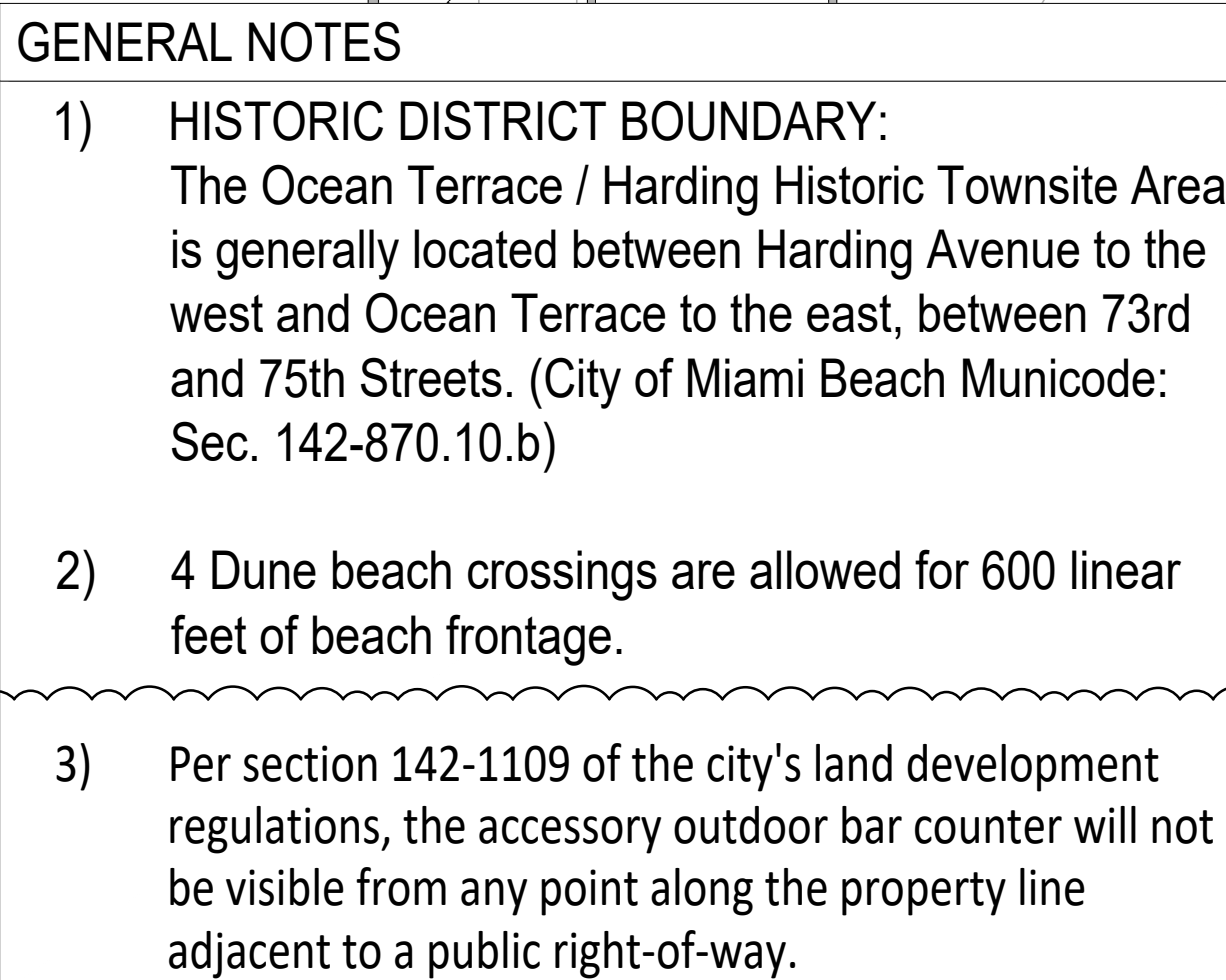 GENERAL NOTES
1) HISTORIC DISTRICT BOUNDARY:
The Ocean Terrace / Harding Historic Townsite Area
is generally located between Harding Avenue to the
west and Ocean Terrace to the east, between 73rd
and 75th Streets. (City of Miami Beach Municode:
Sec. 142-870.10.b)
2) 4 Dune beach crossings are allowed for 600 linear
feet of beach frontage.
3) Per section 142-1109 of the city's land development
regulations, the accessory outdoor bar counter will not
be visible from any point along the property line
adjacent to a public right-of-way.